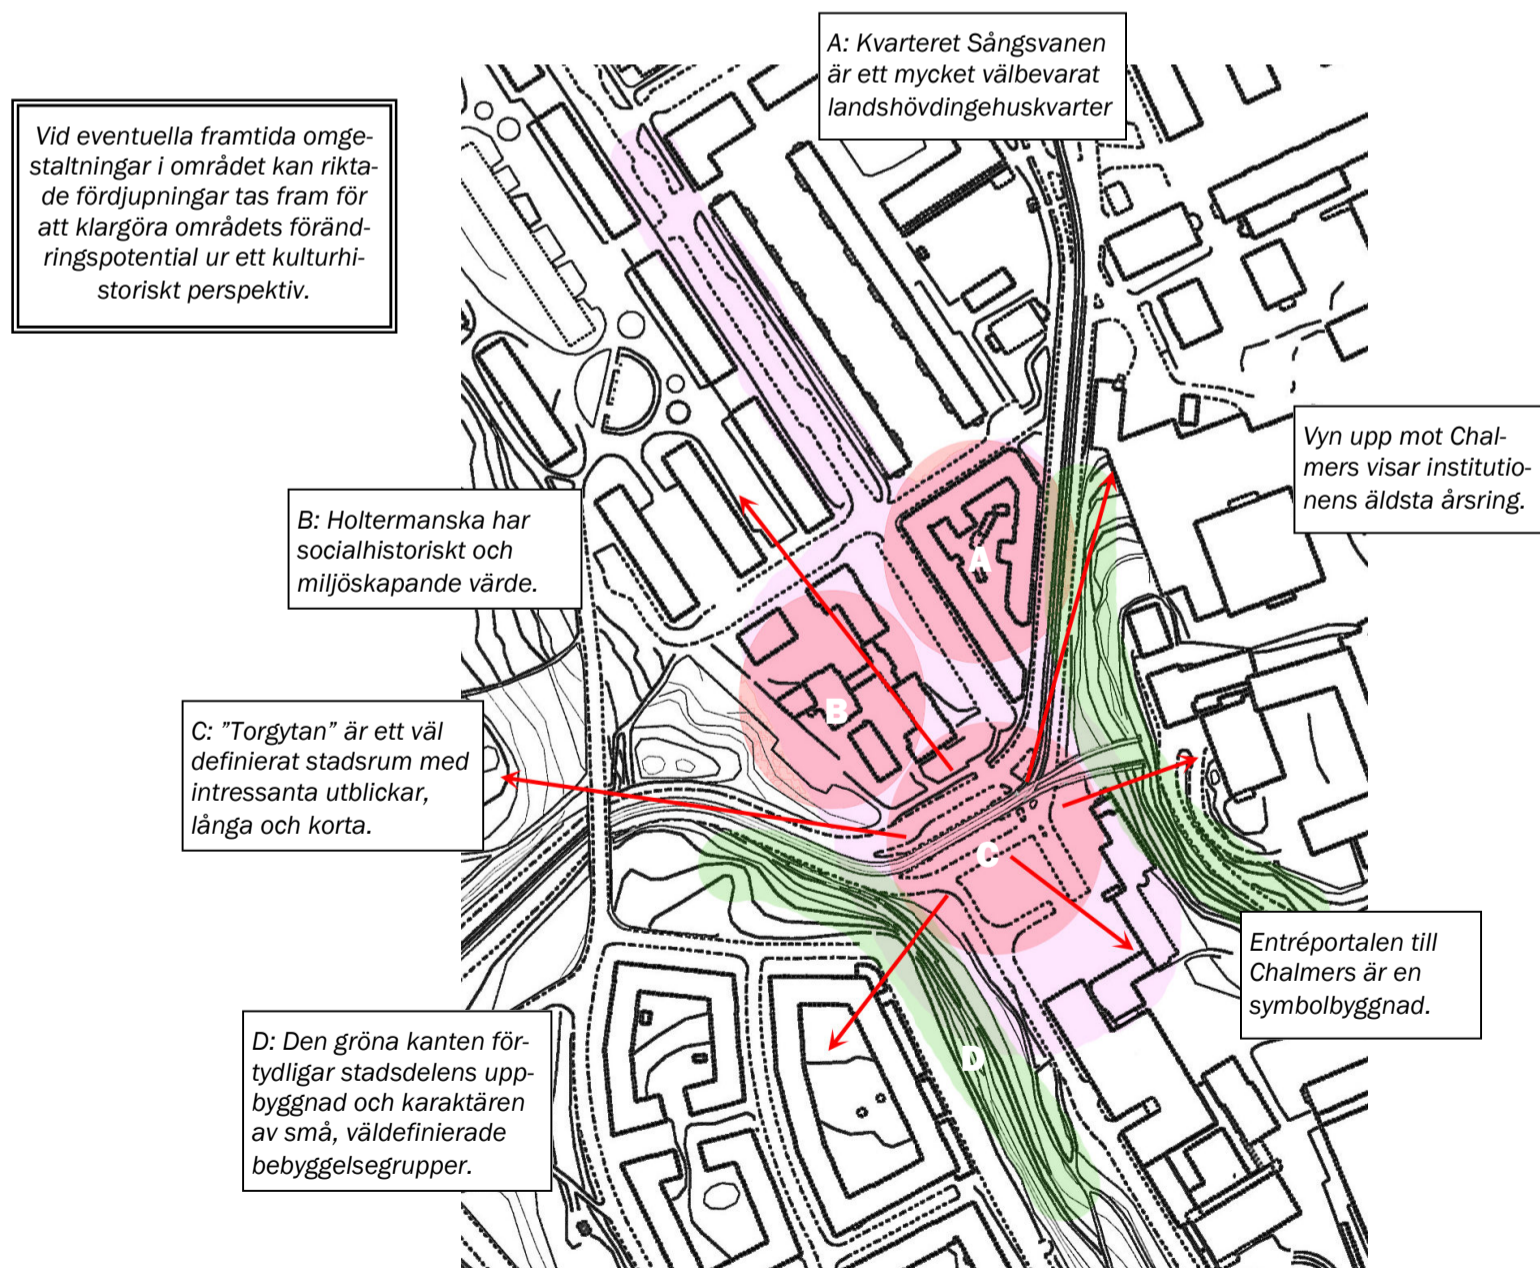 A: Kvarteret Sångsvanen
är ett mycket välbevarat
landshövdingehuskvarter
Vid eventuella framtida omge-
staltningar i området kan rikta-
de fördjupningar tas fram för
att klargöra områdets föränd-
ringspotential ur ett kulturhi-
storiskt perspektiv.
Vyn upp mot Chal-
mers visar institutio-
nens äldsta årsring.
B: Holtermanska har
socialhistoriskt och
miljöskapande värde.
A
B
C: ”Torgytan” är ett väl
definierat stadsrum med
intressanta utblickar,
långa och korta.
C
Entréportalen till
Chalmers är en
symbolbyggnad.
D: Den gröna kanten för-
tydligar stadsdelens upp-
byggnad och karaktären
av små, väldefinierade
bebyggelsegrupper.
D